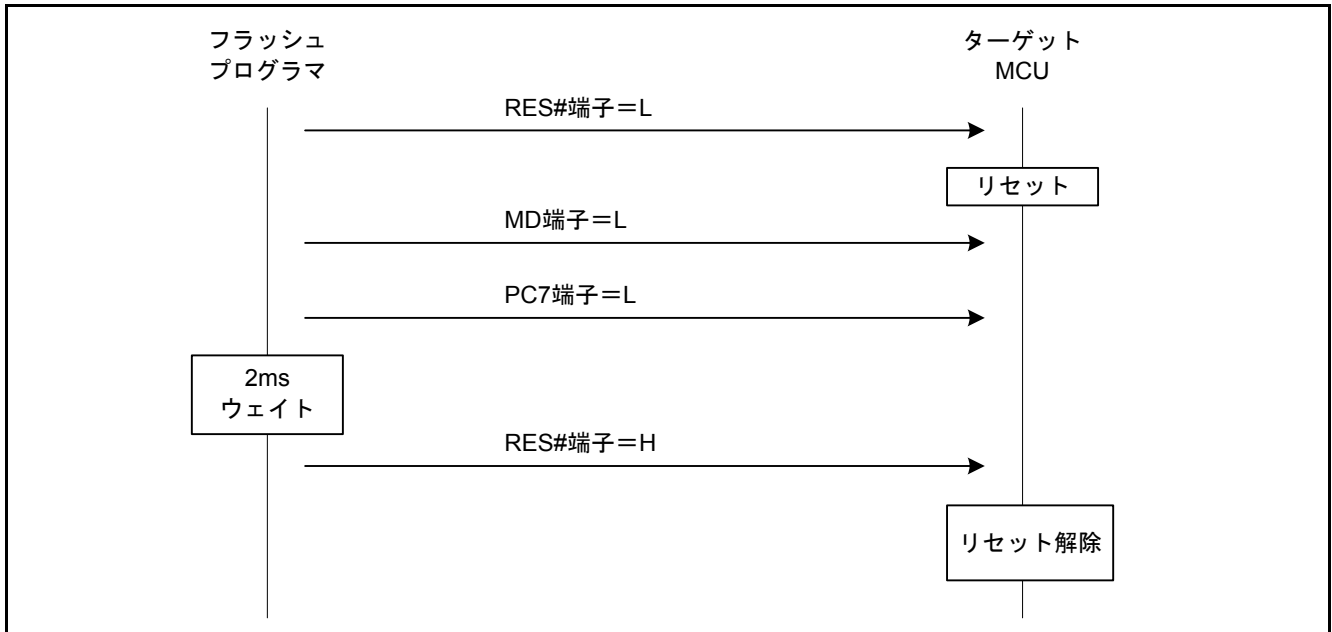 フラッシュ
プログラマ
ターゲット
MCU
RES#端子＝L
リセット
MD端子＝L
PC7端子＝L
2ms
ウェイト
RES#端子＝H
リセット解除